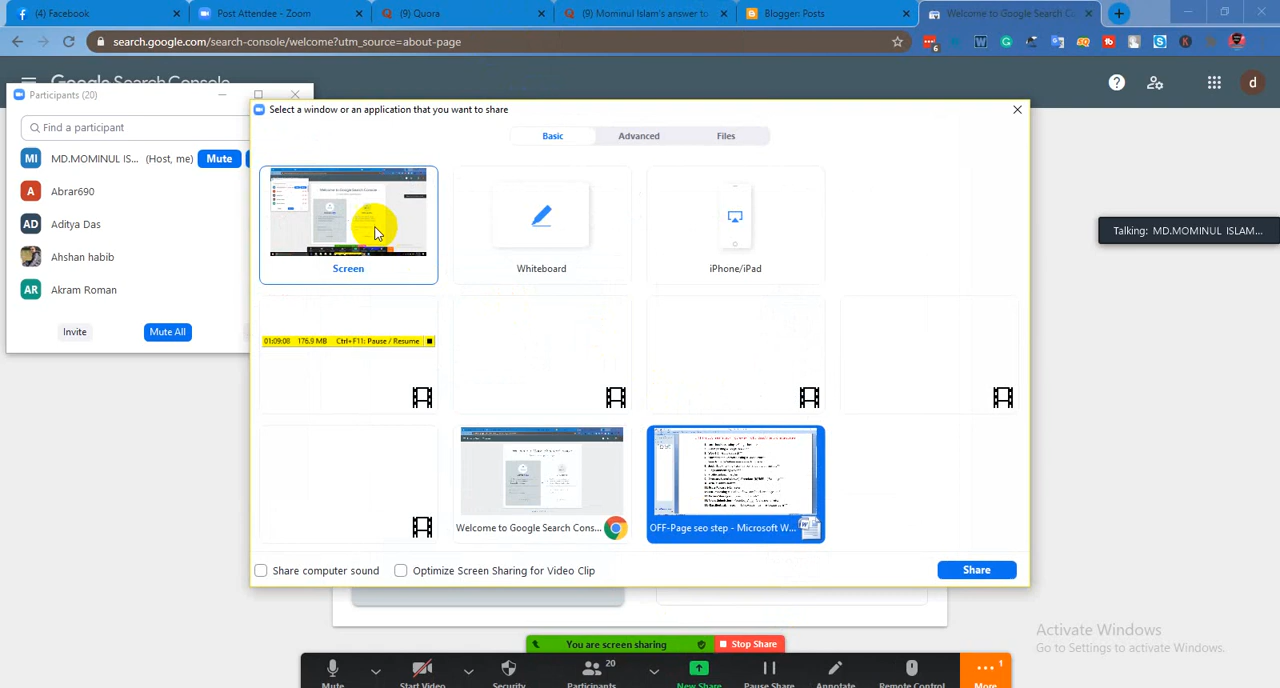 (4) Facebook
Post Attendee - Zoom
(9) Quora
(9) Mominul Islam's answer to
Blogger: Posts
Welcome to Google Search C
search.google.com/search-console/welcome?utm_source=about-page
6
Google Search Console
d
Participants (20)
Find a participant
MI MD.MOMINUL IS... (Host, me) Mute
A Abrar690
AD Aditya Das
Ahshan habib
AR Akram Roman
Invite
Mute All
Select a window or an application that you want to share
Basic
Advanced
Files
Screen
Whiteboard
iPhone/iPad
01:09:08 176.9 MB Ctrl+F11: Pause / Resume
Welcome to Google Search Cons...
OFF-Page seo step - Microsoft W...
Share computer sound
Optimize Screen Sharing for Video Clip
Share
Talking: MD.MOMINUL ISLAM...
Activate Windows
Go to Settings to activate Windows.
You are screen sharing
Stop Share
20
1
Mute
Start Video
Security
Participants
New Share
Pause Share
Annotate
Remote Control
More